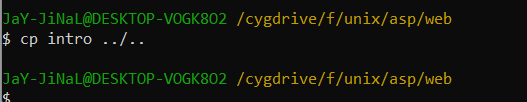 JaY-JiNaL@DESKTOP-VOGK8O2 /cygdrive/f/unix/asp/web
$ cp intro ../..
JaY-JiNaL@DESKTOP-VOGK8O2 /cygdrive/f/unix/asp/web
$